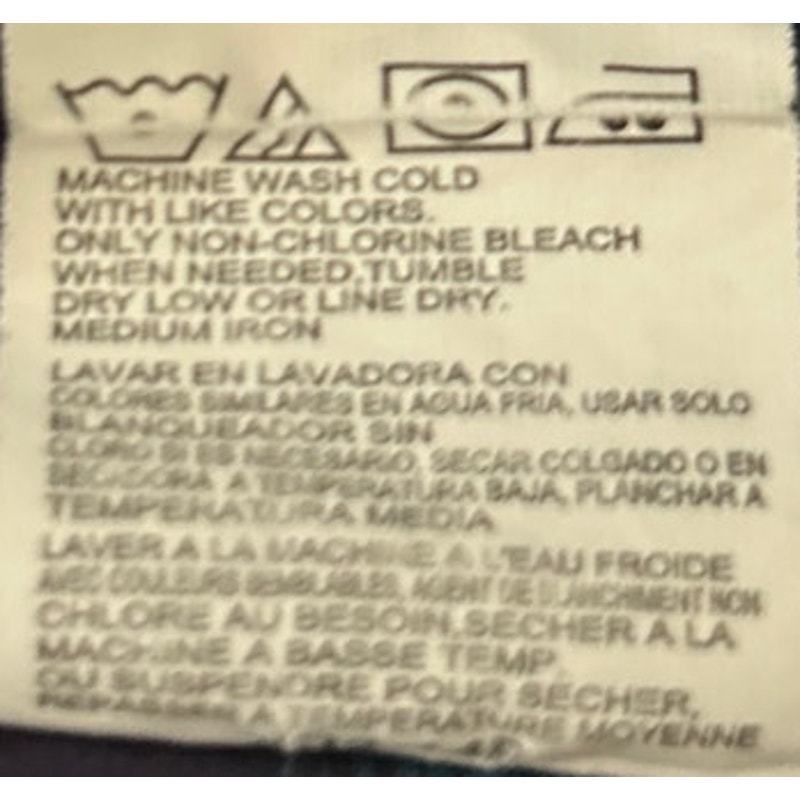 MACHINE WASH COLD
WITH LIKE COLORS.
ONLY NON-CHLORINE BLEACH
WHEN NEEDED.TUMBLE
DRY LOW OR LINE DRY.
MEDIUM IRON
LAVAR EN LAVADORA CON
COLORES SIMILARES EN AGUA FRIA, USAR SOLO
BLANQUEADOR SIN
CLORO SI ES NECESARIO, SECAR COLGADO O EN
SECADORA A TEMPERATURA BAJA, PLANCHAR A
TEMPERATURA MEDIA
LAVER A LA MACHINE A L'EAU FROIDE
AVEC COULEURS SEMBLABLES, AGENT DE BLANCHIMENT NON
CHLORE AU BESOIN.SECHER A LA
MACHINE A BASSE TEMP.
OU SUSPENDRE POUR SECHER,
REPASSER A TEMPERATURE MOYENNE